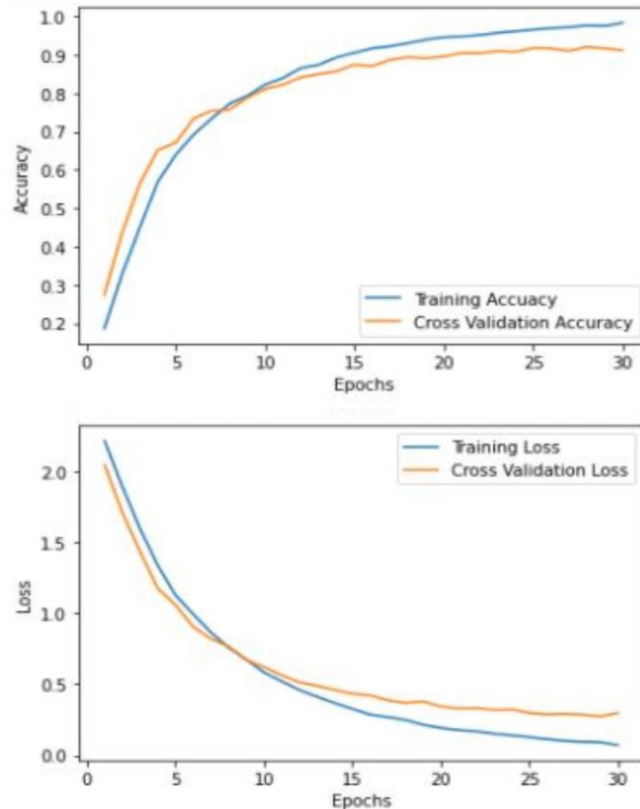 1.0
0.9
0.8
0.7
0.6
0.5
0.4
0.3
0.2
Accuracy
Training Accuacy
Cross Validation Accuracy
0 5 10 15 20 25 30
Epochs
2.0
1.5
1.0
0.5
0.0
Loss
Training Loss
Cross Validation Loss
0 5 10 15 20 25 30
Epochs